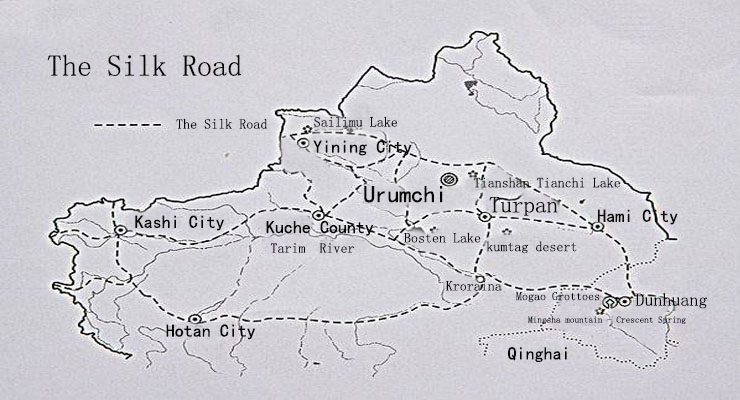 The Silk Road
The Silk Road
Sailimu Lake
Yining City
Urumchi
Tianshan Tianchi Lake
Turpan
Hami City
Kashi City
Kuche County
Bosten Lake
kumtag desert
Tarim River
Kroraina
Mogao Grottoes
Dunhuang
Mingsha mountain - Crescent Spring
Hotan City
Qinghai